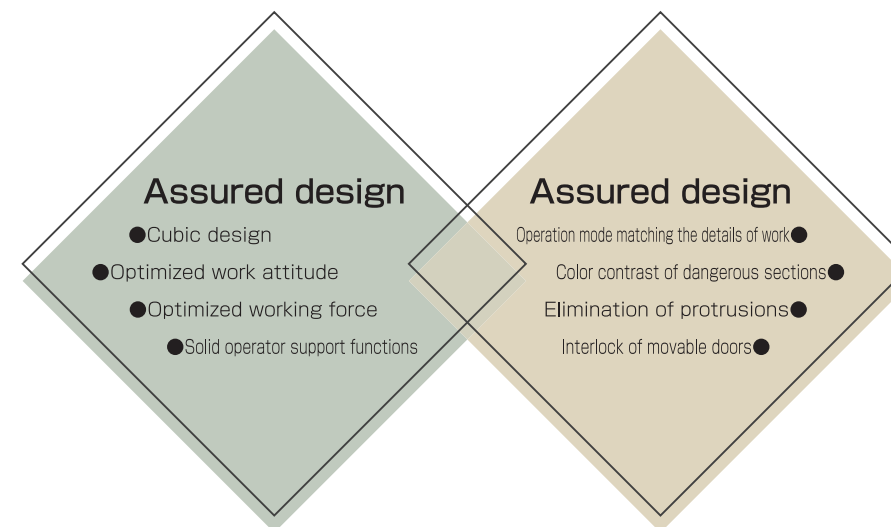 Assured design
●Cubic design
●Optimized work attitude
●Optimized working force
●Solid operator support functions
Assured design
Operation mode matching the details of work●
Color contrast of dangerous sections●
Elimination of protrusions●
Interlock of movable doors●